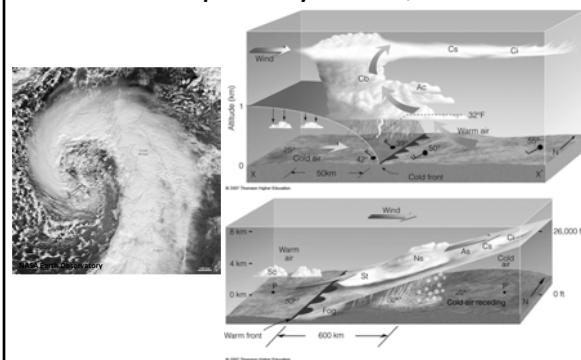 Wind
Cs
Ci
Cb
Ac
Altitude (km)
1
32°F
Warm air
25°
Cold air
42°
50°
55°
0
X
50km
Cold front
X'
N
© 2007 Thomson Higher Education
NASA Earth Observatory
Wind
8 km
26,000 ft
Warm
air
Ci
Cs
As
Ns
Cold
air
4 km
Sc
St
P
P'
0 km
0 ft
Fog
Cold air receding
N
Warm front
600 km
© 2007 Thomson Higher Education